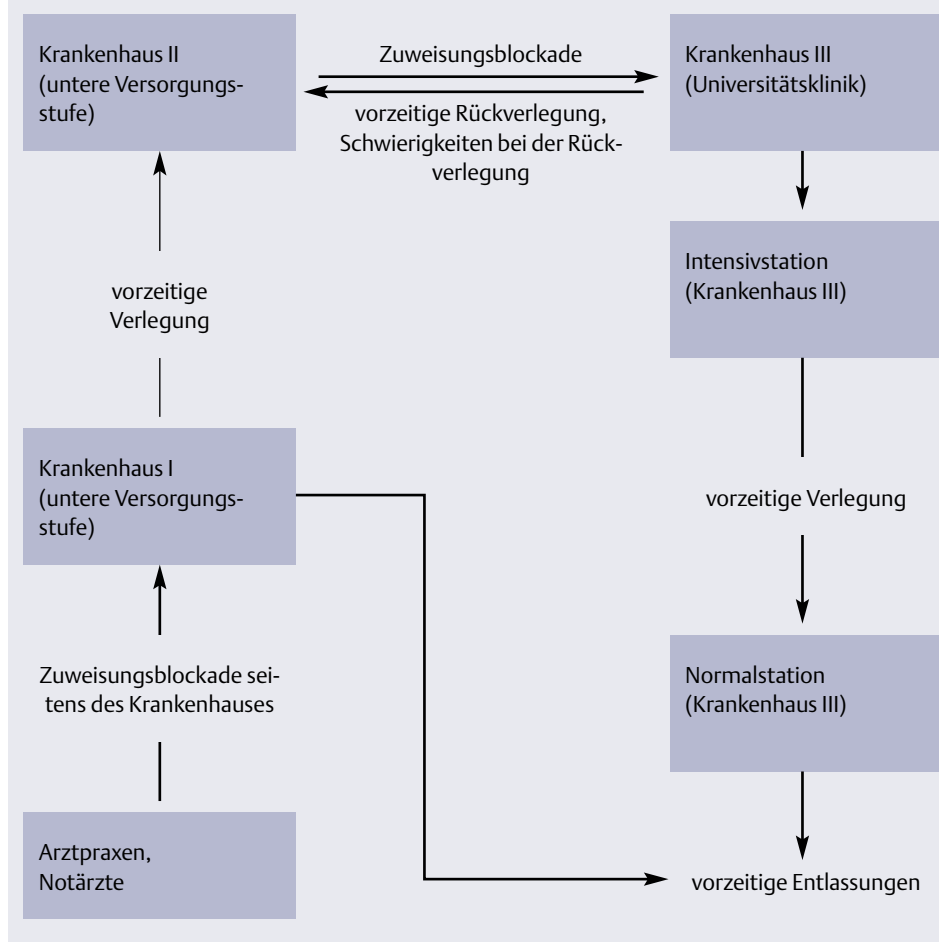 Krankenhaus II
(untere Versorgungs-
stufe)
Zuweisungsblockade
vorzeitige Rückverlegung,
Schwierigkeiten bei der Rück-
verlegung
Krankenhaus III
(Universitätsklinik)
Intensivstation
(Krankenhaus III)
vorzeitige
Verlegung
Krankenhaus I
(untere Versorgungs-
stufe)
vorzeitige Verlegung
Zuweisungsblockade sei-
tens des Krankenhauses
Normalstation
(Krankenhaus III)
Arztpraxen,
Notärzte
vorzeitige Entlassungen